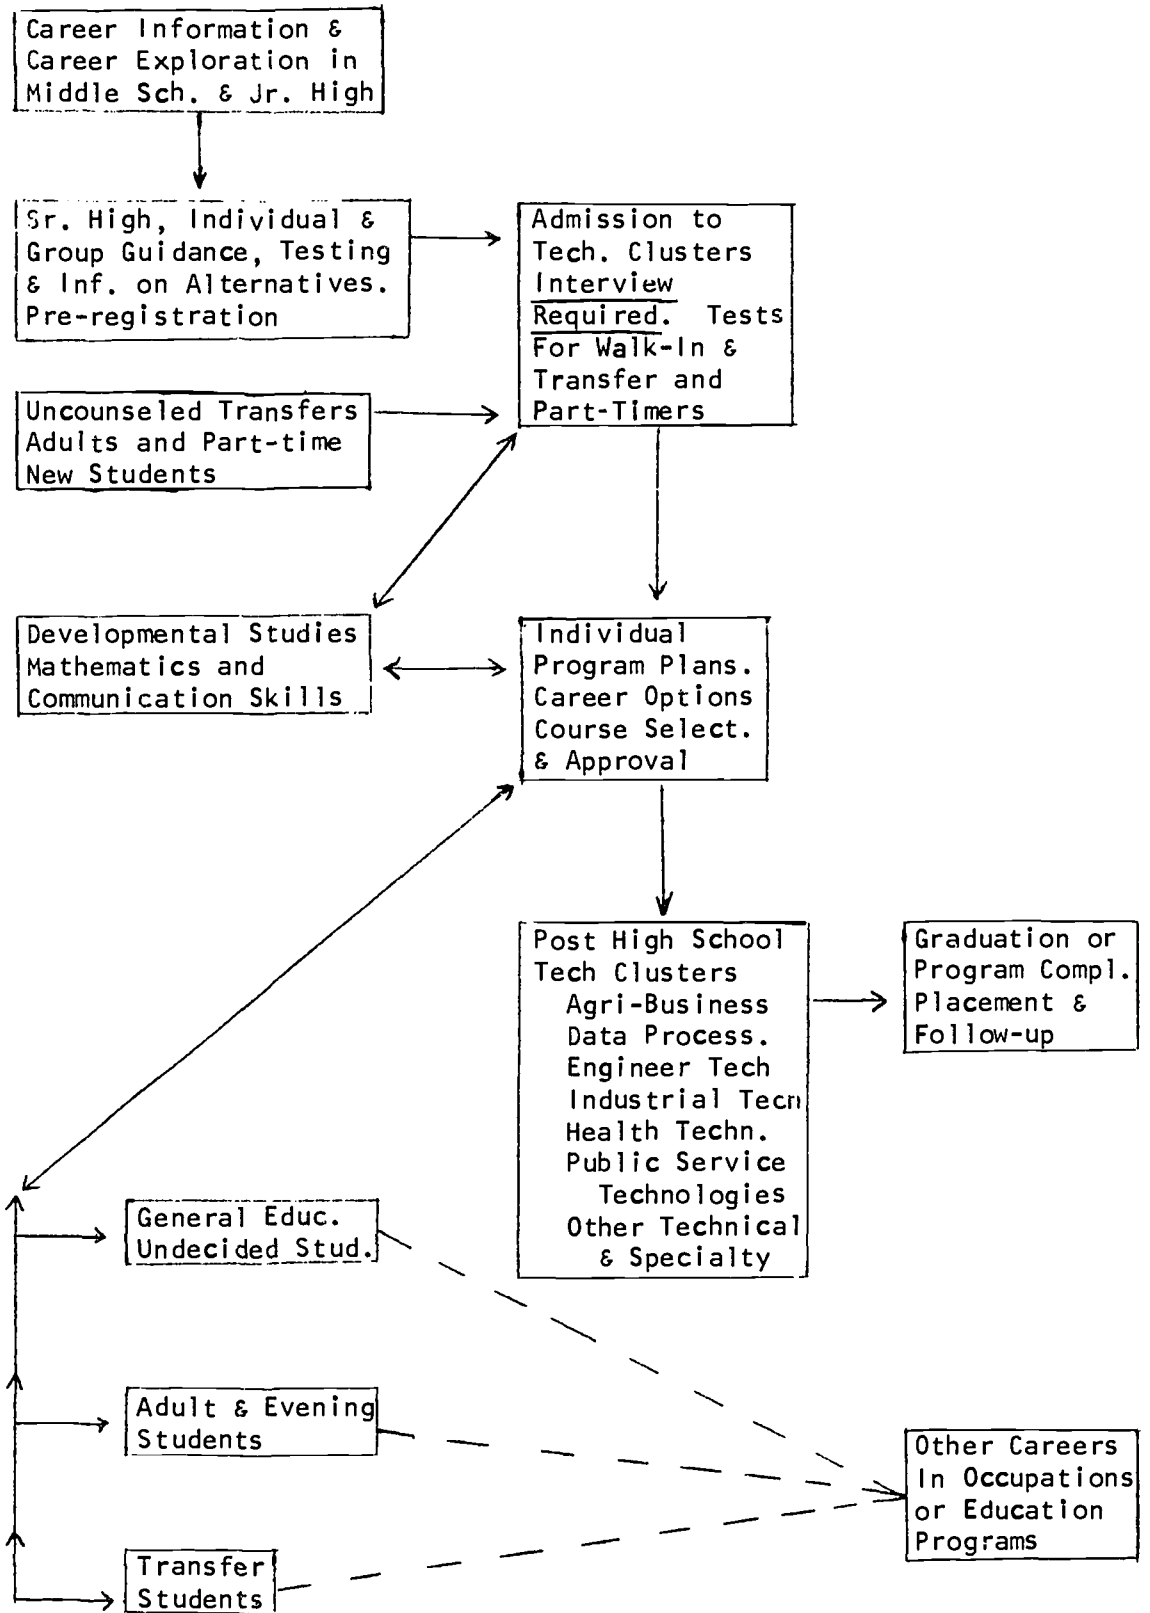 Career Information &
Career Exploration in
Middle Sch. & Jr. High
Sr. High, Individual &
Group Guidance, Testing
& Inf. on Alternatives.
Pre-registration
Admission to
Tech. Clusters
Interview
Required. Tests
For Walk-In &
Transfer and
Part-Timers
Uncounseled Transfers
Adults and Part-time
New Students
Developmental Studies
Mathematics and
Communication Skills
Individual
Program Plans.
Career Options
Course Select.
& Approval
Post High School
Tech Clusters
Agri-Business
Data Process.
Engineer Tech
Industrial Tech
Health Techn.
Public Service
Technologies
Other Technical
& Specialty
Graduation or
Program Compl.
Placement &
Follow-up
General Educ.
Undecided Stud.
Adult & Evening
Students
Transfer
Students
Other Careers
In Occupations
or Education
Programs